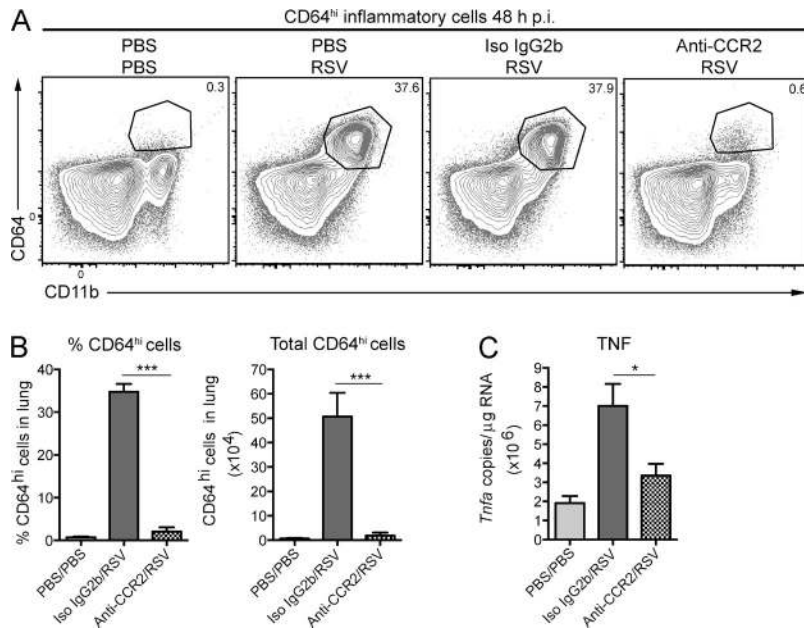 A
CD64hi inflammatory cells 48 h p.i.
PBS
PBS
PBS
RSV
Iso IgG2b
RSV
Anti-CCR2
RSV
0.3
37.6
37.9
0.6
CD64
0
0
CD11b
B
% CD64hi cells
% CD64hi cells in lung
40
30
20
10
0
***
PBS/PBS
Iso IgG2b/RSV
Anti-CCR2/RSV
Total CD64hi cells
CD64hi cells in lung
(x10⁴)
70
60
50
40
30
20
10
0
***
PBS/PBS
Iso IgG2b/RSV
Anti-CCR2/RSV
C
TNF
Tnfa copies/μg RNA
(x10⁶)
9
8
7
6
5
4
3
2
1
0
*
PBS/PBS
Iso IgG2b/RSV
Anti-CCR2/RSV